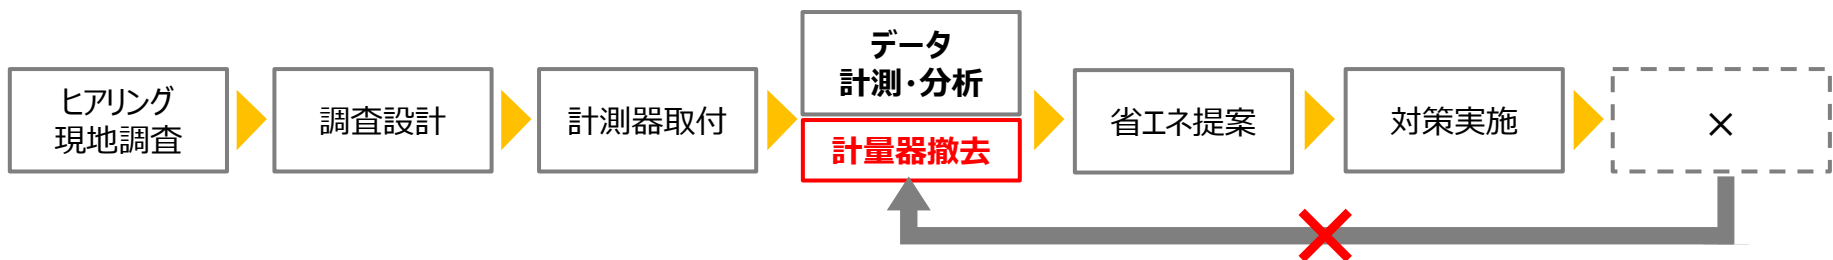 ヒアリング
現地調査
調査設計
計測器取付
データ
計測・分析
計量器撤去
省エネ提案
対策実施
×